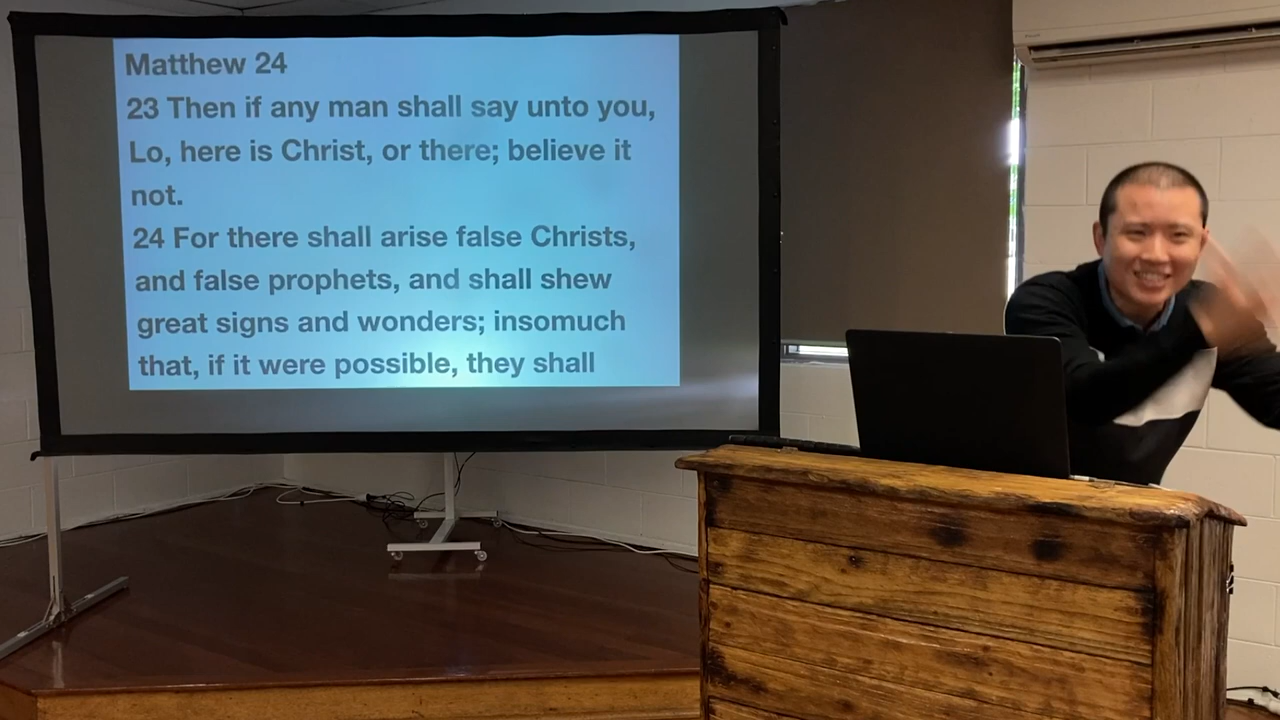 Matthew 24
23 Then if any man shall say unto you,
Lo, here is Christ, or there; believe it
not.
24 For there shall arise false Christs,
and false prophets, and shall shew
great signs and wonders; insomuch
that, if it were possible, they shall